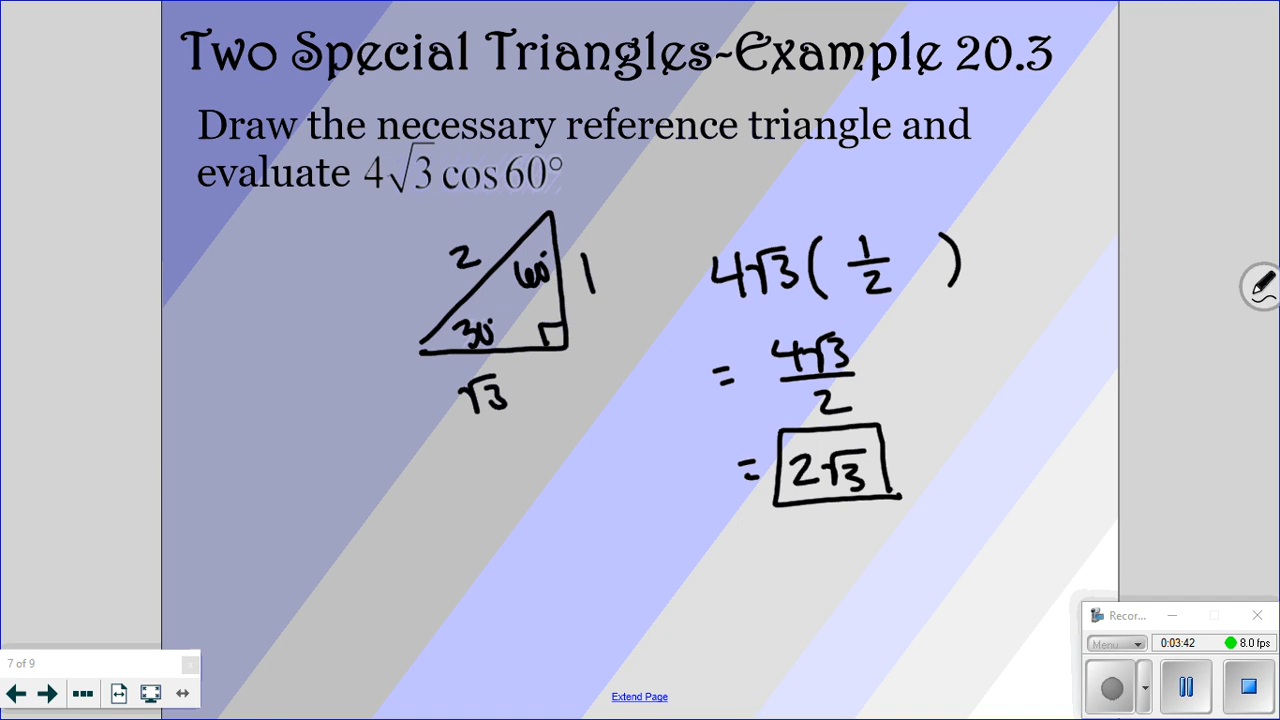 Two Special Triangles-Example 20.3
Draw the necessary reference triangle and
evaluate 4√3 cos 60°
2
60°
1
30°
√3
4√3 ( 1/2 )
= 4√3/2
= 2√3
Recor...
Menu
0:03:42
8.0 fps
7 of 9
Extend Page